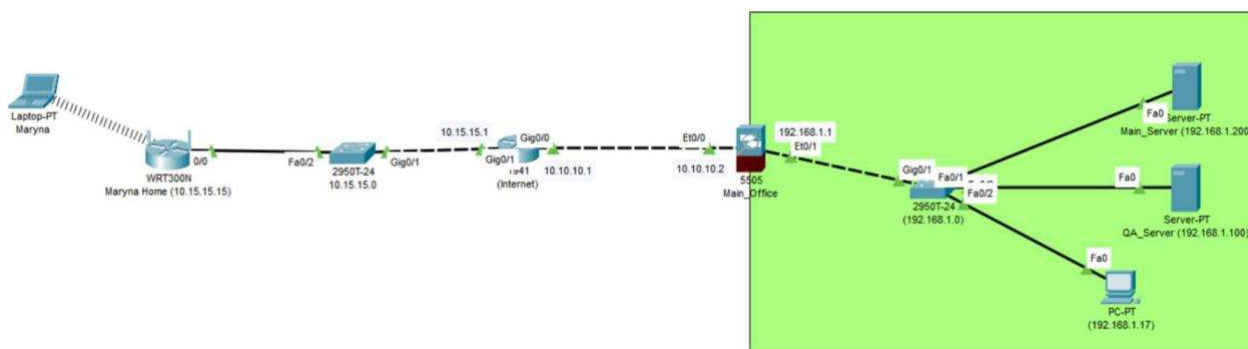 Laptop-PT
Maryna
WRT300N
Maryna Home (10.15.15.15)
0/0
Fa0/2
2950T-24
10.15.15.0
Gig0/1
10.15.15.1
Gig0/1
Gig0/0
1941
(Internet)
10.10.10.1
Et0/0
10.10.10.2
5505
Main_Office
192.168.1.1
Et0/1
Gig0/1
Fa0/1
Fa0/2
2950T-24
(192.168.1.0)
Fa0
Server-PT
Main_Server (192.168.1.200)
Fa0
Server-PT
QA_Server (192.168.1.100)
Fa0
PC-PT
(192.168.1.17)